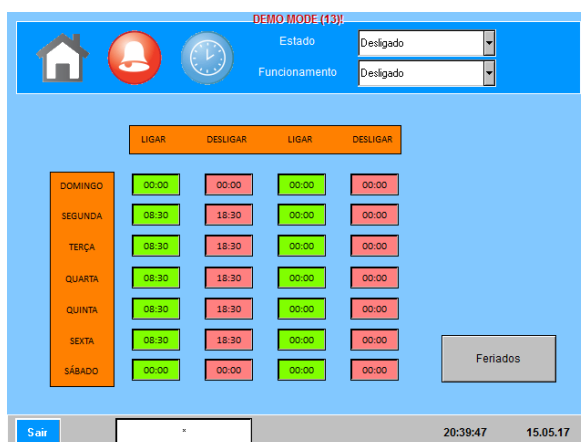 DEMO MODE (13)!
Estado Desligado
Funcionamento Desligado
LIGAR DESLIGAR LIGAR DESLIGAR
DOMINGO 00:00 00:00 00:00 00:00
SEGUNDA 08:30 18:30 00:00 00:00
TERÇA 08:30 18:30 00:00 00:00
QUARTA 08:30 18:30 00:00 00:00
QUINTA 08:30 18:30 00:00 00:00
SEXTA 08:30 18:30 00:00 00:00
SÁBADO 00:00 00:00 00:00 00:00
Feriados
Sair * 20:39:47 15.05.17